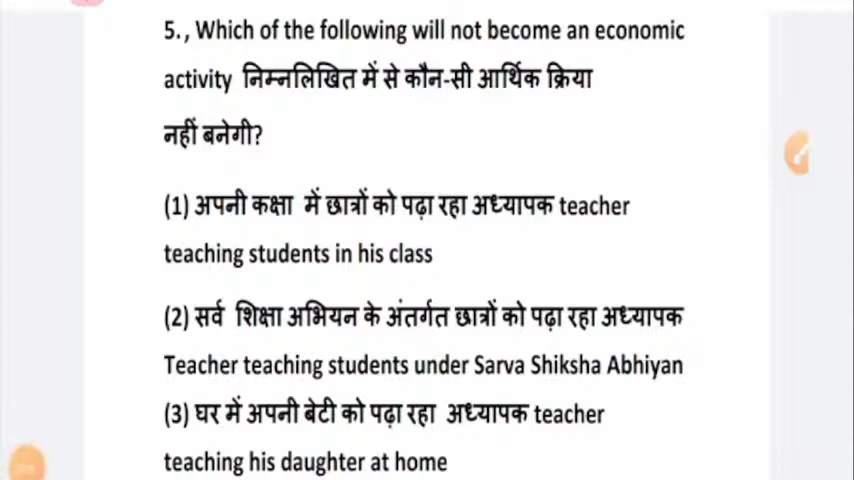 5., Which of the following will not become an economic
activity निम्नलिखित में से कौन-सी आर्थिक क्रिया
नहीं बनेगी?
(1) अपनी कक्षा में छात्रों को पढ़ा रहा अध्यापक teacher
teaching students in his class
(2) सर्व शिक्षा अभियन के अंतर्गत छात्रों को पढ़ा रहा अध्यापक
Teacher teaching students under Sarva Shiksha Abhiyan
(3) घर में अपनी बेटी को पढ़ा रहा अध्यापक teacher
teaching his daughter at home